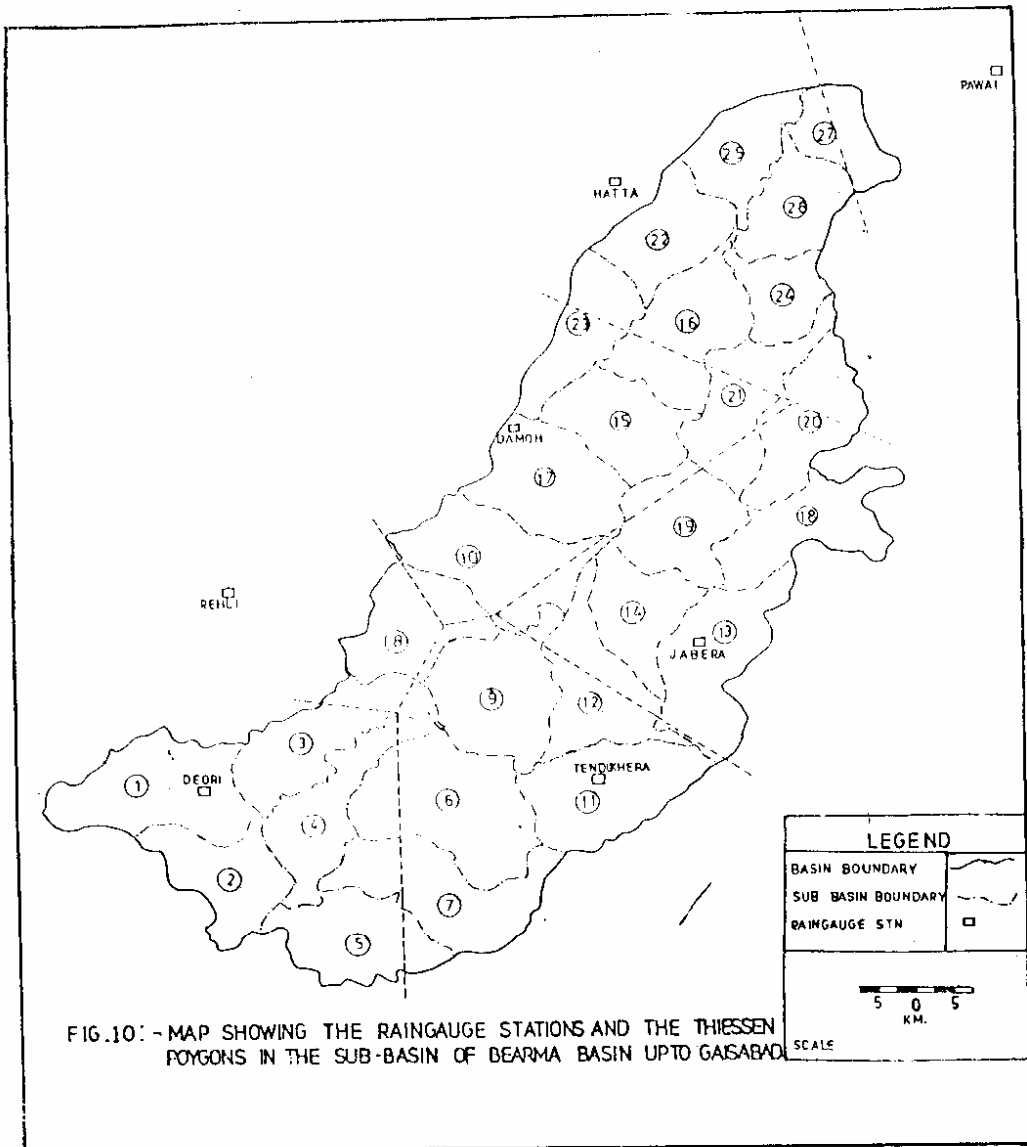 PAWAI
27
25
HATTA
26
22
24
23
16
21
15
20
DAMOH
17
18
19
10
REHLI
14
13
8
JABERA
9
12
3
TENDUKHERA
1
DEORI
6
11
4
2
7
5
LEGEND
BASIN BOUNDARY
SUB BASIN BOUNDARY
RAINGAUGE STN
5 0 5
KM.
SCALE
FIG.10:- MAP SHOWING THE RAINGAUGE STATIONS AND THE THIESSEN
POYGONS IN THE SUB-BASIN OF BEARMA BASIN UPTO GAISABAD.